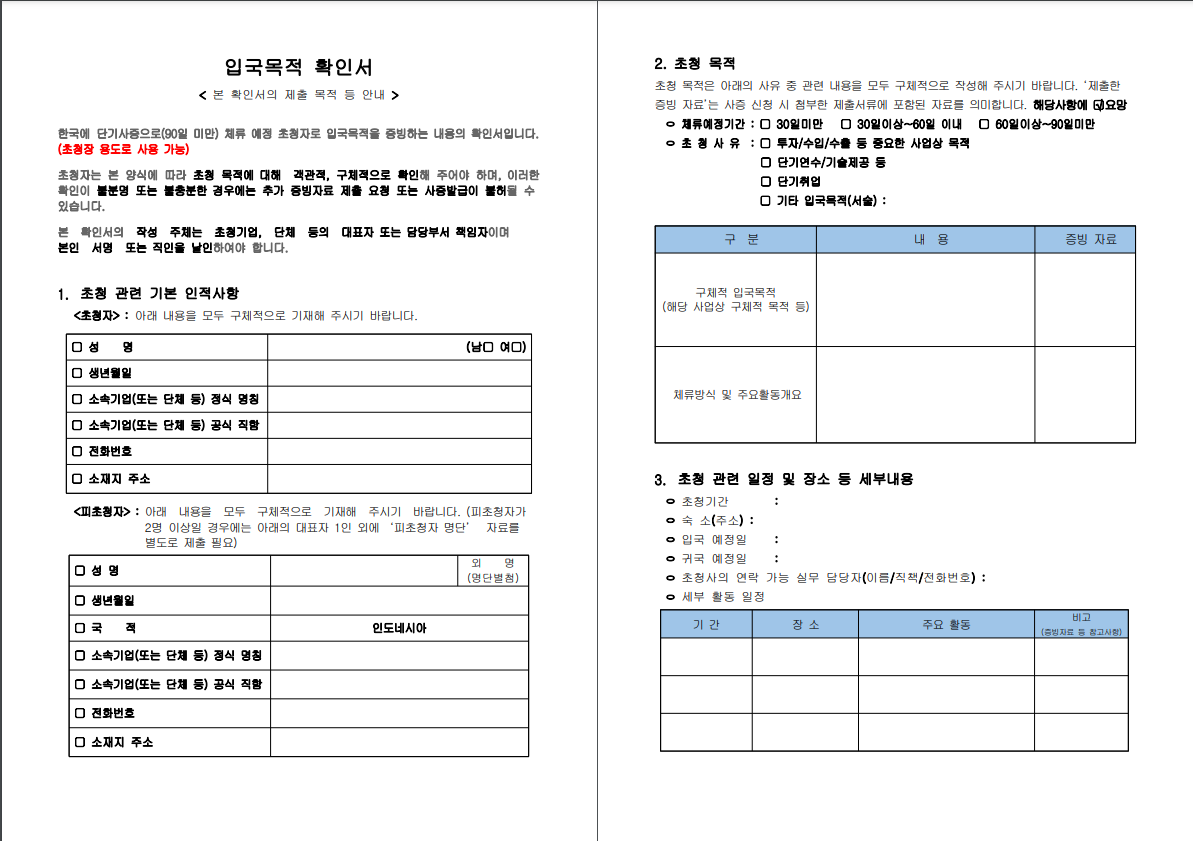 입국목적 확인서
< 본 확인서의 제출 목적 등 안내 >
한국에 단기사증으로(90일 미만) 체류 예정 초청자로 입국목적을 증빙하는 내용의 확인서입니다.
(초청장 용도로 사용 가능)
초청자는 본 양식에 따라 초청 목적에 대해 객관적, 구체적으로 확인해 주어야 하며, 이러한
확인이 불분명 또는 불충분한 경우에는 추가 증빙자료 제출 요청 또는 사증발급이 불허될 수
있습니다.
본 확인서의 작성 주체는 초청기업, 단체 등의 대표자 또는 담당부서 책임자이며
본인 서명 또는 직인을 날인하여야 합니다.
1. 초청 관련 기본 인적사항
<초청자> : 아래 내용을 모두 구체적으로 기재해 주시기 바랍니다.
□ 성 명 (남□ 여□)
□ 생년월일
□ 소속기업(또는 단체 등) 정식 명칭
□ 소속기업(또는 단체 등) 공식 직함
□ 전화번호
□ 소재지 주소
<피초청자> : 아래 내용을 모두 구체적으로 기재해 주시기 바랍니다. (피초청자가
2명 이상일 경우에는 아래의 대표자 1인 외에 ‘피초청자 명단’ 자료를
별도로 제출 필요)
□ 성 명 외 명
(명단별첨)
□ 생년월일
□ 국 적 인도네시아
□ 소속기업(또는 단체 등) 정식 명칭
□ 소속기업(또는 단체 등) 공식 직함
□ 전화번호
□ 소재지 주소
2. 초청 목적
초청 목적은 아래의 사유 중 관련 내용을 모두 구체적으로 작성해 주시기 바랍니다. ‘제출한
증빙 자료’는 사증 신청 시 첨부한 제출서류에 포함된 자료를 의미합니다. 해당사항에 ☑요망
ㅇ 체류예정기간 : □ 30일미만 □ 30일이상~60일 이내 □ 60일이상~90일미만
ㅇ 초 청 사 유 : □ 투자/수입/수출 등 중요한 사업상 목적
□ 단기연수/기술제공 등
□ 단기취업
□ 기타 입국목적(서술) :
구 분 내 용 증빙 자료
구체적 입국목적
(해당 사업상 구체적 목적 등)
체류방식 및 주요활동개요
3. 초청 관련 일정 및 장소 등 세부내용
ㅇ 초청기간 :
ㅇ 숙 소(주소) :
ㅇ 입국 예정일 :
ㅇ 귀국 예정일 :
ㅇ 초청사의 연락 가능 실무 담당자(이름/직책/전화번호) :
ㅇ 세부 활동 일정
기 간 장 소 주요 활동 비고
(증빙자료 등 참고사항)